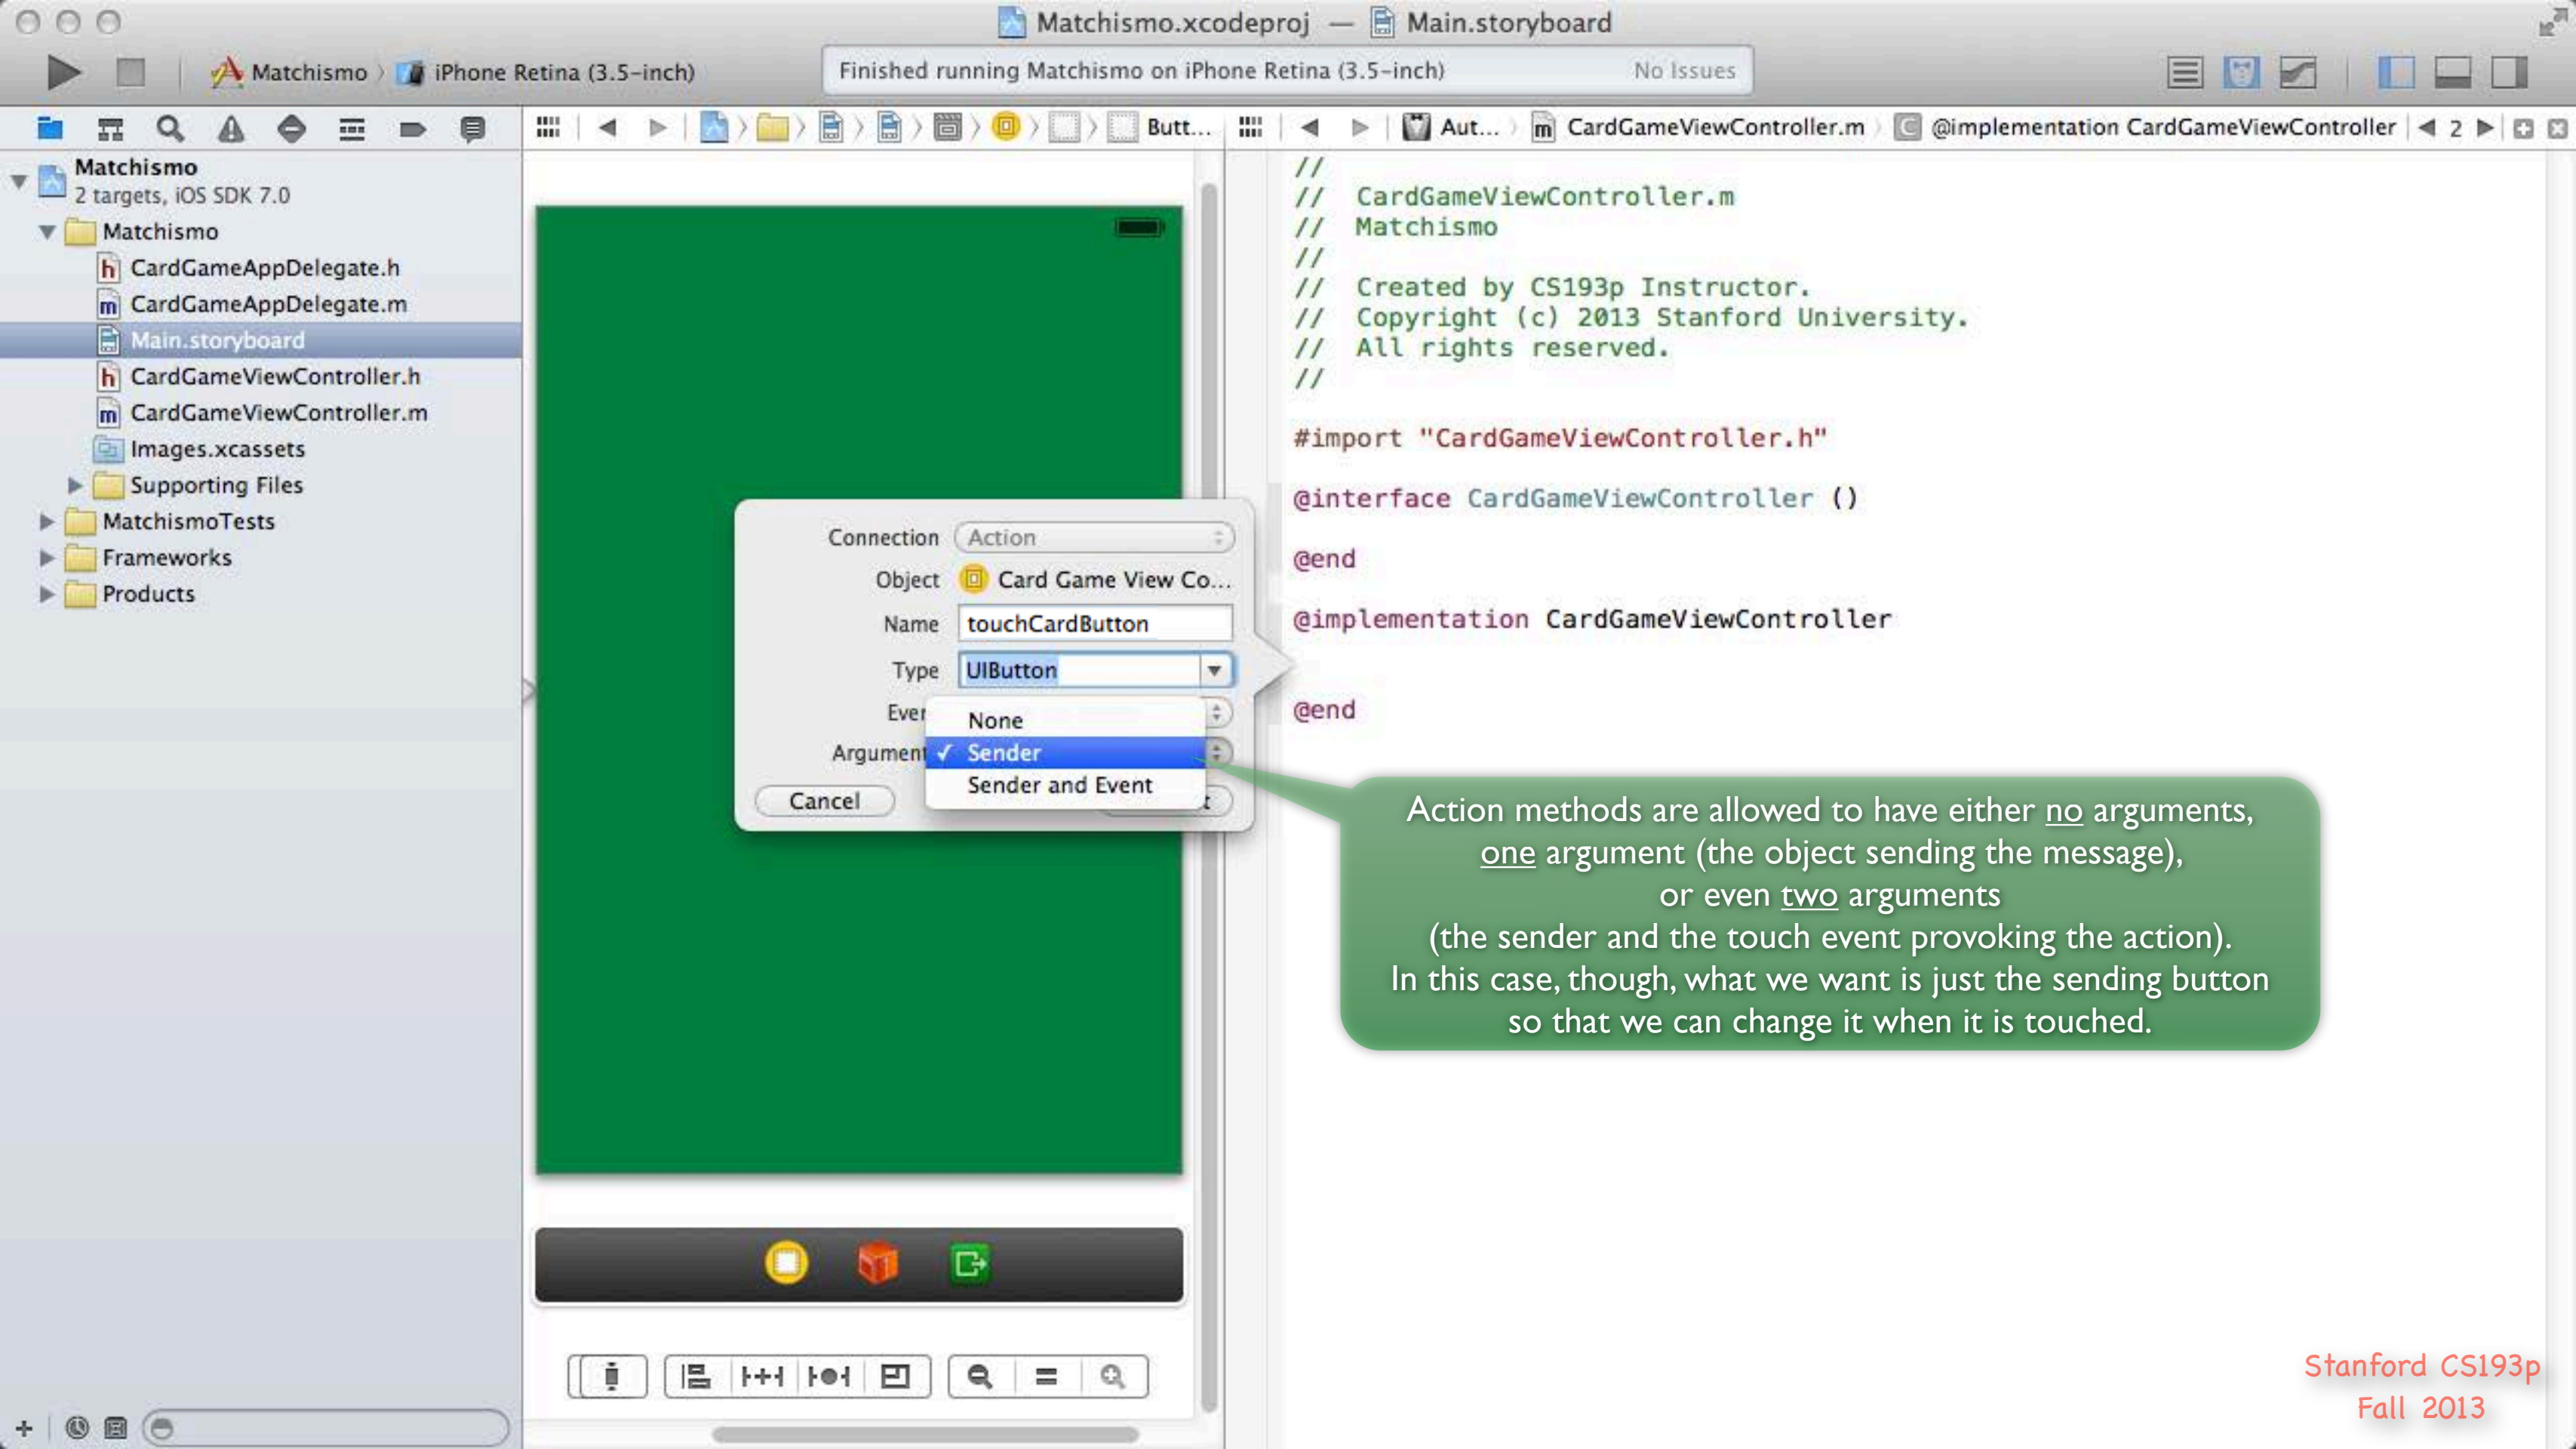 Matchismo.xcodeproj — Main.storyboard
Matchismo
iPhone Retina (3.5-inch)
Finished running Matchismo on iPhone Retina (3.5-inch)
No Issues
Butt...
Aut...
CardGameViewController.m
@implementation CardGameViewController
2
Matchismo
2 targets, iOS SDK 7.0
Matchismo
h CardGameAppDelegate.h
m CardGameAppDelegate.m
Main.storyboard
h CardGameViewController.h
m CardGameViewController.m
Images.xcassets
Supporting Files
MatchismoTests
Frameworks
Products
Connection Action
Object Card Game View Co...
Name touchCardButton
Type UIButton
Even
None
Argument ✓ Sender
Sender and Event
Cancel
//
// CardGameViewController.m
// Matchismo
//
// Created by CS193p Instructor.
// Copyright (c) 2013 Stanford University.
// All rights reserved.
//
#import "CardGameViewController.h"
@interface CardGameViewController ()
@end
@implementation CardGameViewController
@end
Action methods are allowed to have either no arguments,
one argument (the object sending the message),
or even two arguments
(the sender and the touch event provoking the action).
In this case, though, what we want is just the sending button
so that we can change it when it is touched.
Stanford CS193p
Fall 2013